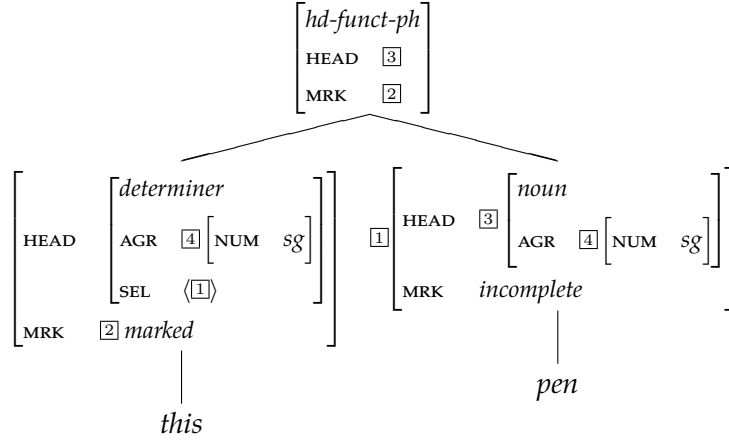 hd-funct-ph
HEAD 3
MRK 2
determiner
HEAD AGR 4 [NUM sg]
SEL ⟨1⟩
MRK 2 marked
this
1
noun
HEAD 3 AGR 4 [NUM sg]
MRK incomplete
pen